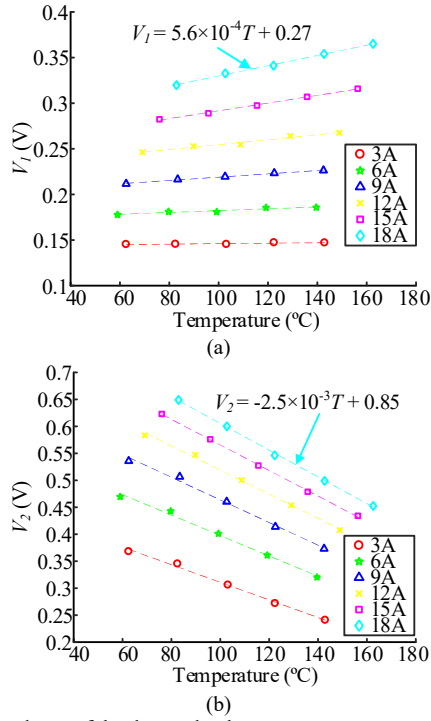 (a)
0.4
0.35
0.3
0.25
0.2
0.15
0.1
V1 (V)
V1 = 5.6×10-4T + 0.27
3A
6A
9A
12A
15A
18A
40 60 80 100 120 140 160 180
Temperature (ºC)
(a)
0.7
0.65
0.6
0.55
0.5
0.45
0.4
0.35
0.3
0.25
0.2
V2 (V)
V2 = -2.5×10-3T + 0.85
3A
6A
9A
12A
15A
18A
40 60 80 100 120 140 160 180
Temperature (ºC)
(b)